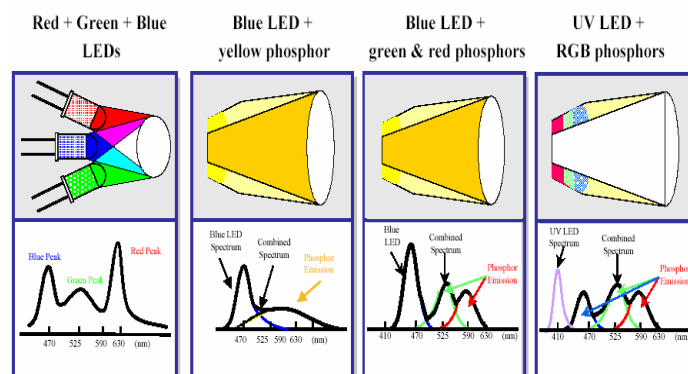 Red + Green + Blue
LEDs
Blue LED +
yellow phosphor
Blue LED +
green & red phosphors
UV LED +
RGB phosphors
Blue Peak
Green Peak
Red Peak
470 525 590 630 (nm)
Blue LED
Spectrum
Combined
Spectrum
Phosphor
Emission
470 525 590 630 (nm)
Blue
LED
Combined
Spectrum
Phosphor
Emission
410 470 525 590 630 (nm)
UV LED
Spectrum
Combined
Spectrum
Phosphor
Emission
410 470 525 590 630 (nm)